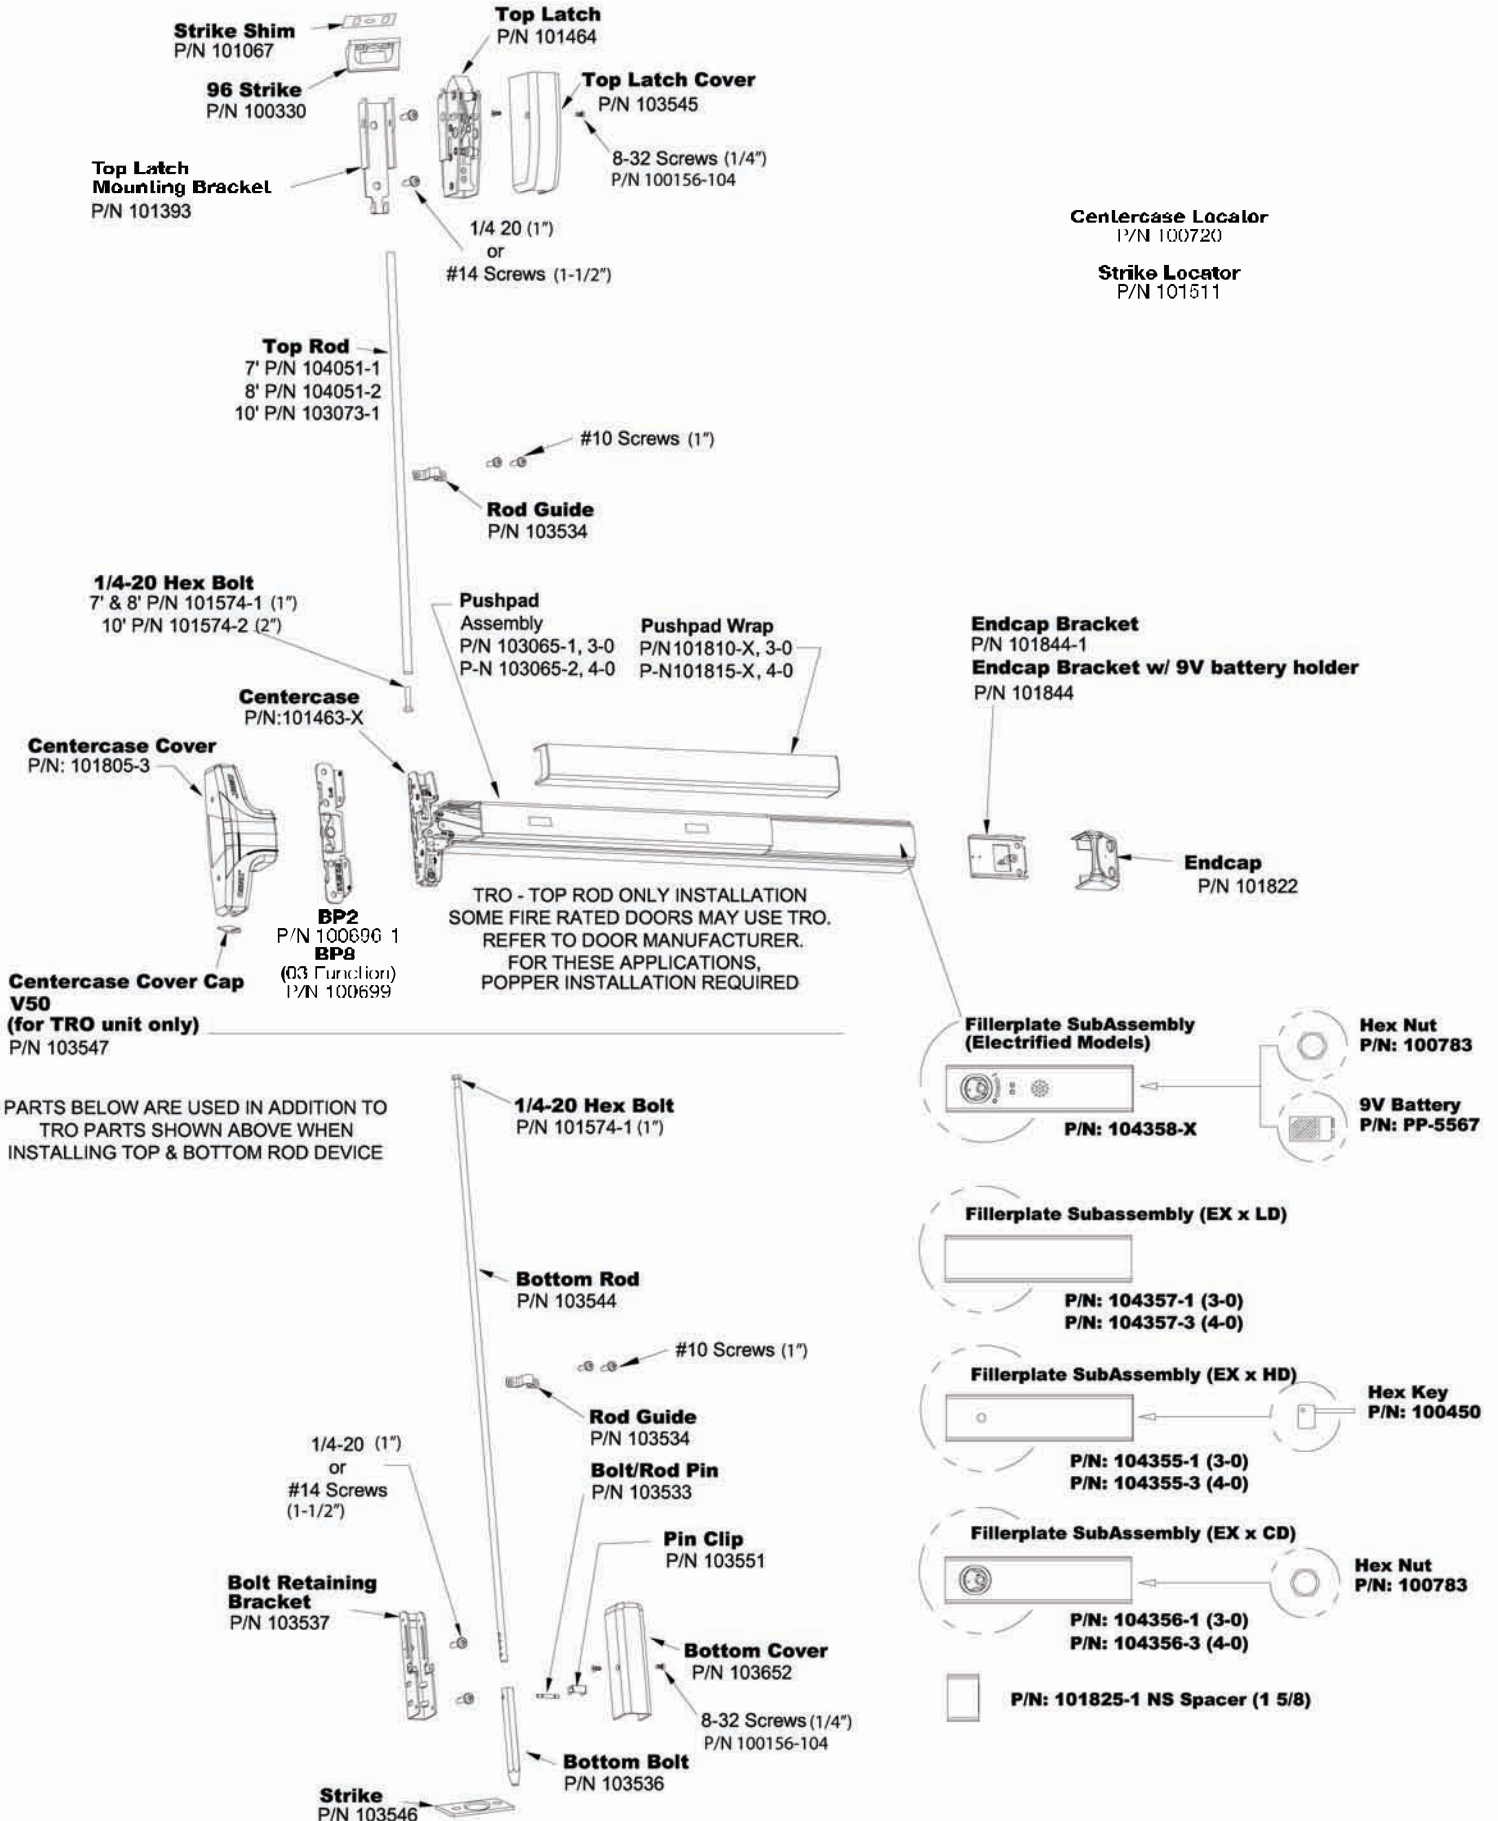 Strike Shim
P/N 101067
96 Strike
P/N 100330
Top Latch
Mounting Bracket
P/N 101393
Top Latch
P/N 101464
Top Latch Cover
P/N 103545
8-32 Screws (1/4")
P/N 100156-104
1/4 20 (1")
or
#14 Screws (1-1/2")
Centercase Locator
P/N 100720
Strike Locator
P/N 101511
Top Rod
7' P/N 104051-1
8' P/N 104051-2
10' P/N 103073-1
#10 Screws (1")
Rod Guide
P/N 103534
1/4-20 Hex Bolt
7' & 8' P/N 101574-1 (1")
10' P/N 101574-2 (2")
Pushpad
Assembly
P/N 103065-1, 3-0
P-N 103065-2, 4-0
Pushpad Wrap
P/N101810-X, 3-0
P-N101815-X, 4-0
Endcap Bracket
P/N 101844-1
Endcap Bracket w/ 9V battery holder
P/N 101844
Centercase
P/N:101463-X
Centercase Cover
P/N: 101805-3
Endcap
P/N 101822
BP2
P/N 100696 1
BP8
(03 Function)
P/N 100699
TRO - TOP ROD ONLY INSTALLATION
SOME FIRE RATED DOORS MAY USE TRO.
REFER TO DOOR MANUFACTURER.
FOR THESE APPLICATIONS,
POPPER INSTALLATION REQUIRED
Centercase Cover Cap
V50
(for TRO unit only)
P/N 103547
Fillerplate SubAssembly
(Electrified Models)
P/N: 104358-X
Hex Nut
P/N: 100783
9V Battery
P/N: PP-5567
PARTS BELOW ARE USED IN ADDITION TO
TRO PARTS SHOWN ABOVE WHEN
INSTALLING TOP & BOTTOM ROD DEVICE
1/4-20 Hex Bolt
P/N 101574-1 (1")
Fillerplate Subassembly (EX x LD)
P/N: 104357-1 (3-0)
P/N: 104357-3 (4-0)
Bottom Rod
P/N 103544
#10 Screws (1")
Rod Guide
P/N 103534
Fillerplate SubAssembly (EX x HD)
Hex Key
P/N: 100450
P/N: 104355-1 (3-0)
P/N: 104355-3 (4-0)
1/4-20 (1")
or
#14 Screws
(1-1/2")
Bolt/Rod Pin
P/N 103533
Pin Clip
P/N 103551
Fillerplate SubAssembly (EX x CD)
Hex Nut
P/N: 100783
P/N: 104356-1 (3-0)
P/N: 104356-3 (4-0)
Bolt Retaining
Bracket
P/N 103537
Bottom Cover
P/N 103652
8-32 Screws (1/4")
P/N 100156-104
P/N: 101825-1 NS Spacer (1 5/8)
Bottom Bolt
P/N 103536
Strike
P/N 103546